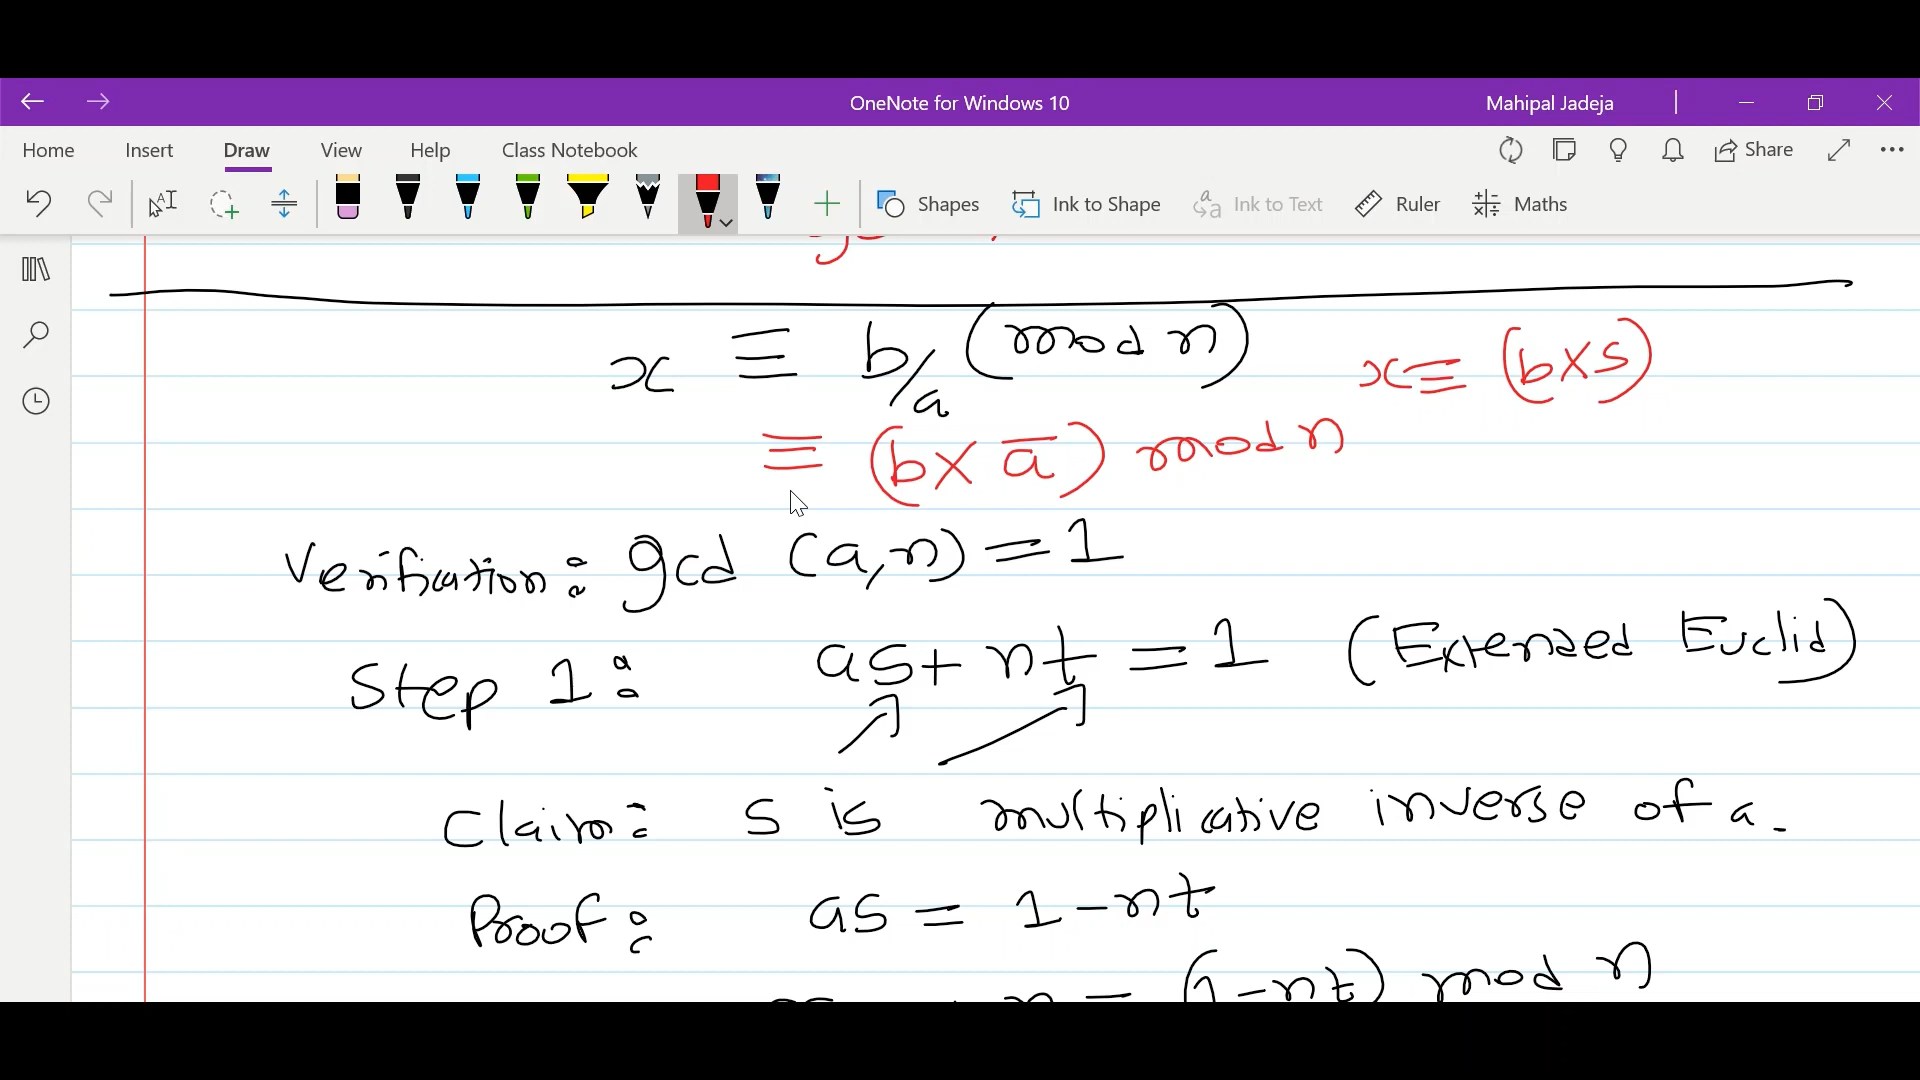 OneNote for Windows 10
Mahipal Jadeja
Home Insert Draw View Help Class Notebook
Share
Shapes Ink to Shape Ink to Text Ruler Maths
x ≡ b/a (mod n)
x ≡ (b×s)
≡ (b× a̅) mod n
Verification: gcd (a,n) = 1
Step 1: as + nt = 1 (Extended Euclid)
Claim: s is multiplicative inverse of a.
Proof: as = 1 - nt
n = (1-nt) mod n